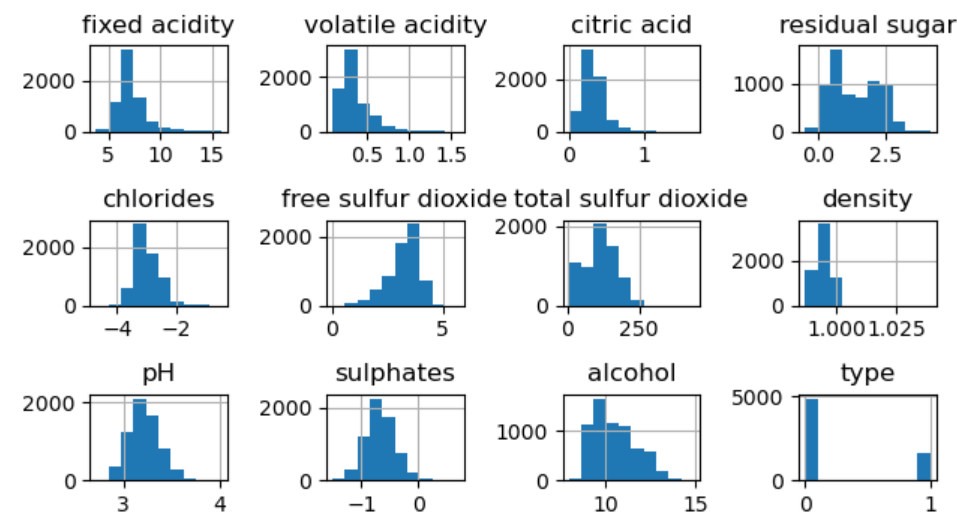 fixed acidity volatile acidity citric acid residual sugar
2000 2000 2000 1000
0 0 0 0
5 10 15 0.5 1.0 1.5 0 1 0.0 2.5
chlorides free sulfur dioxide total sulfur dioxide density
2000 2000 2000 2000
0 0 0 0
−4 −2 0 5 0 250 1.000 1.025
pH sulphates alcohol type
2000 2000 1000 5000
0 0 0 0
3 4 −1 0 10 15 0 1